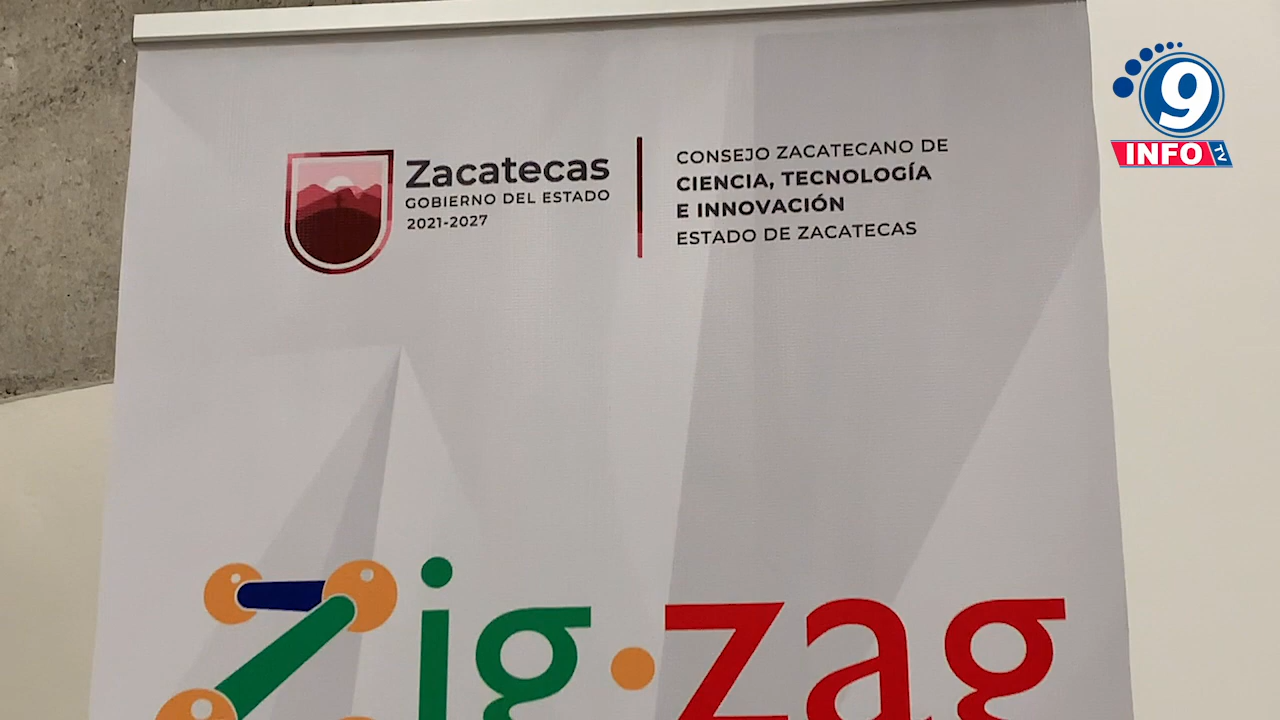 Zacatecas
GOBIERNO DEL ESTADO
2021-2027
CONSEJO ZACATECANO DE
CIENCIA, TECNOLOGÍA
E INNOVACIÓN
ESTADO DE ZACATECAS
Zig·zag
9
INFO TV